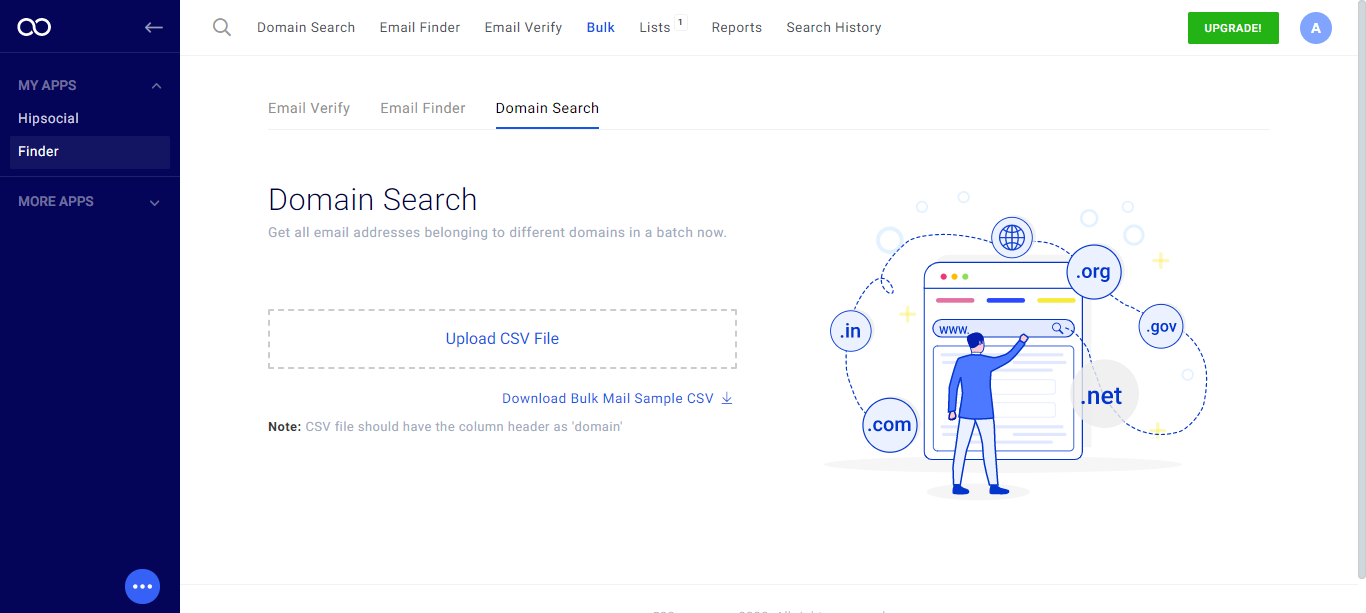 Domain Search Email Finder Email Verify Bulk Lists 1 Reports Search History UPGRADE! A
MY APPS
Hipsocial
Finder
MORE APPS
Email Verify Email Finder Domain Search
Domain Search
Get all email addresses belonging to different domains in a batch now.
Upload CSV File
Download Bulk Mail Sample CSV
Note: CSV file should have the column header as 'domain'
.org
.in
www.
.gov
.net
.com